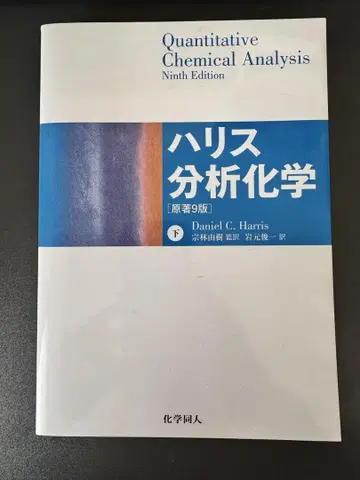 Quantitative
Chemical Analysis
Ninth Edition
ハリス
分析化学
[原著9版]
下 Daniel C. Harris
宗林由樹 監訳 岩元俊一 訳
化学同人